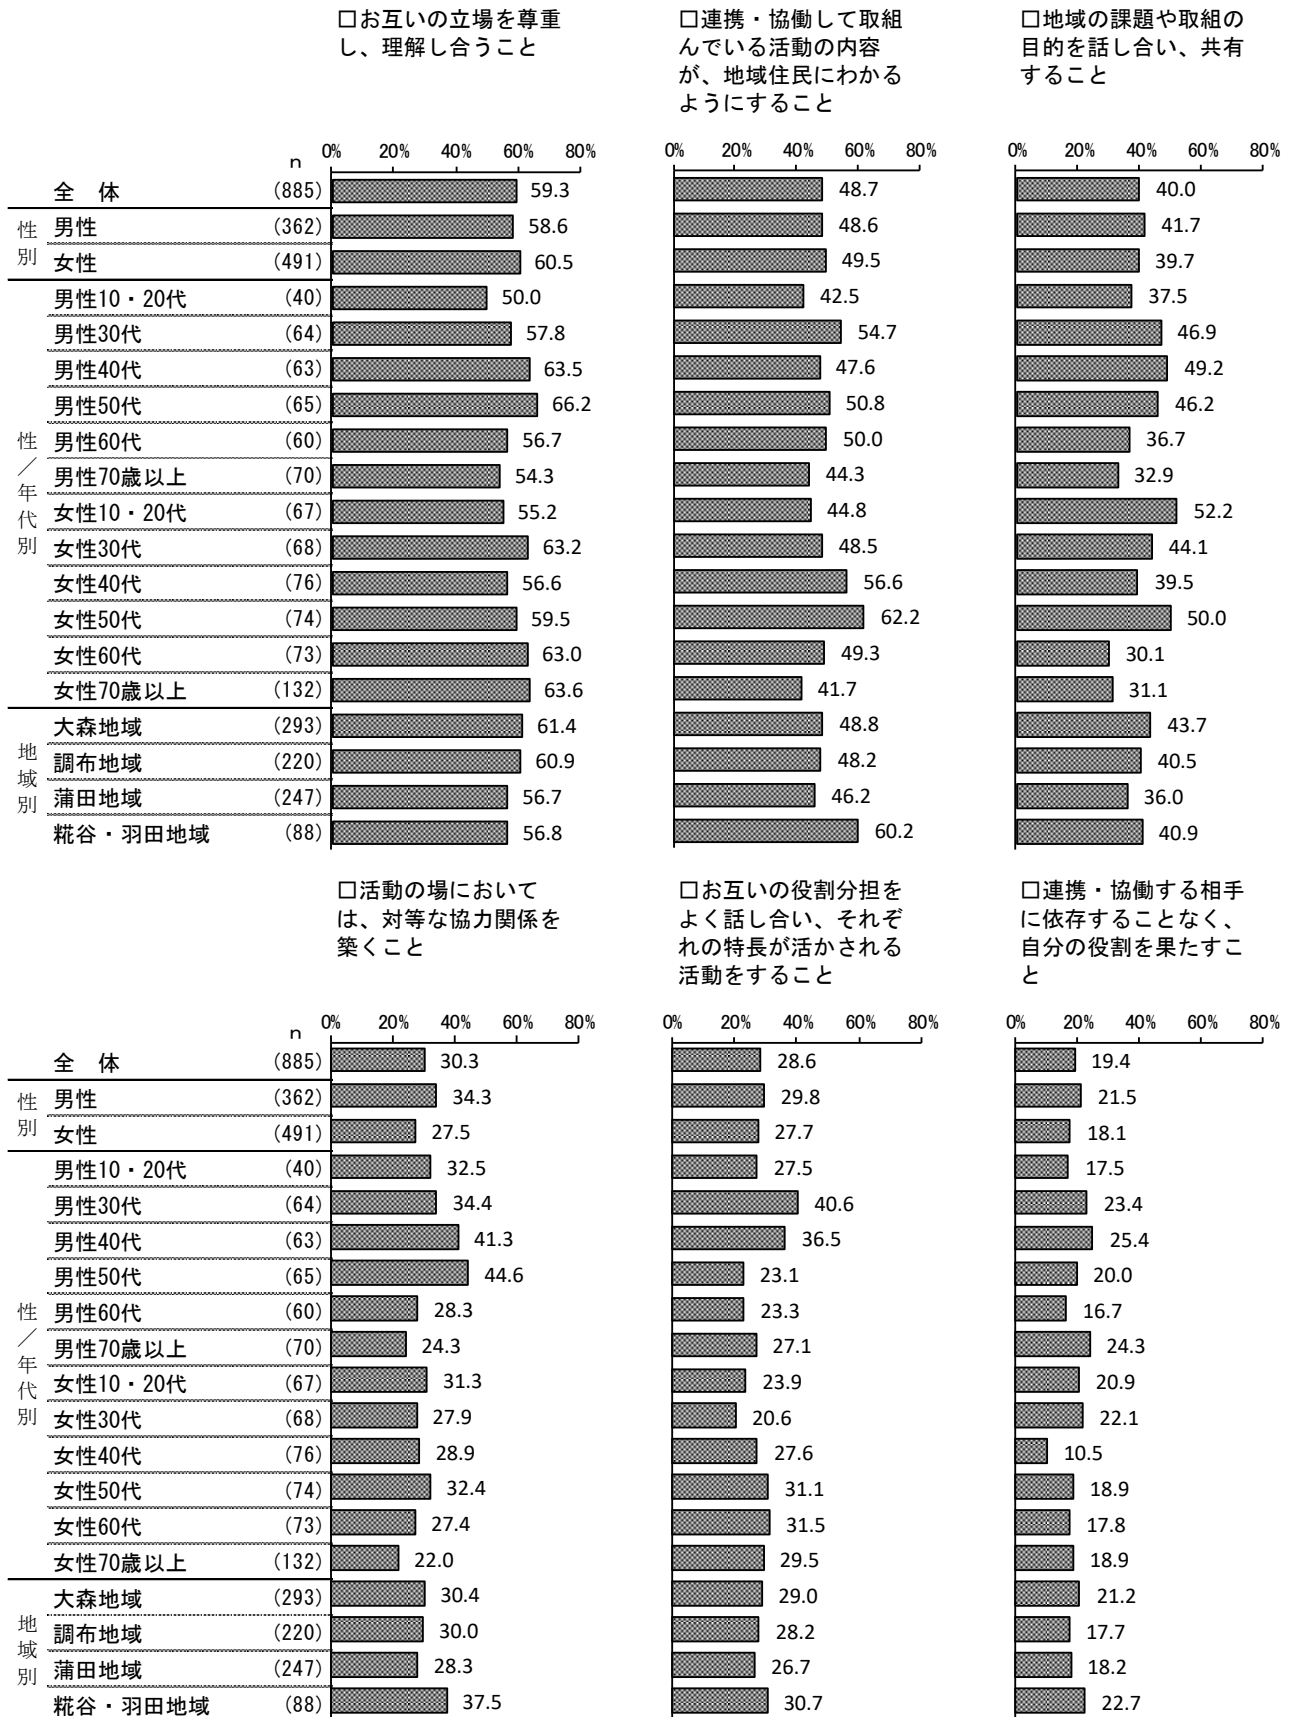 □お互いの立場を尊重
し、理解し合うこと
□連携・協働して取組
んでいる活動の内容
が、地域住民にわかる
ようにすること
□地域の課題や取組の
目的を話し合い、共有
すること
n 0% 20% 40% 60% 80% 0% 20% 40% 60% 80% 0% 20% 40% 60% 80%
全 体 (885) 59.3 48.7 40.0
性別
男性 (362) 58.6 48.6 41.7
女性 (491) 60.5 49.5 39.7
性／年代別
男性10・20代 (40) 50.0 42.5 37.5
男性30代 (64) 57.8 54.7 46.9
男性40代 (63) 63.5 47.6 49.2
男性50代 (65) 66.2 50.8 46.2
男性60代 (60) 56.7 50.0 36.7
男性70歳以上 (70) 54.3 44.3 32.9
女性10・20代 (67) 55.2 44.8 52.2
女性30代 (68) 63.2 48.5 44.1
女性40代 (76) 56.6 56.6 39.5
女性50代 (74) 59.5 62.2 50.0
女性60代 (73) 63.0 49.3 30.1
女性70歳以上 (132) 63.6 41.7 31.1
地域別
大森地域 (293) 61.4 48.8 43.7
調布地域 (220) 60.9 48.2 40.5
蒲田地域 (247) 56.7 46.2 36.0
糀谷・羽田地域 (88) 56.8 60.2 40.9
□活動の場において
は、対等な協力関係を
築くこと
□お互いの役割分担を
よく話し合い、それぞ
れの特長が活かされる
活動をすること
□連携・協働する相手
に依存することなく、
自分の役割を果たすこ
と
n 0% 20% 40% 60% 80% 0% 20% 40% 60% 80% 0% 20% 40% 60% 80%
全 体 (885) 30.3 28.6 19.4
性別
男性 (362) 34.3 29.8 21.5
女性 (491) 27.5 27.7 18.1
性／年代別
男性10・20代 (40) 32.5 27.5 17.5
男性30代 (64) 34.4 40.6 23.4
男性40代 (63) 41.3 36.5 25.4
男性50代 (65) 44.6 23.1 20.0
男性60代 (60) 28.3 23.3 16.7
男性70歳以上 (70) 24.3 27.1 24.3
女性10・20代 (67) 31.3 23.9 20.9
女性30代 (68) 27.9 20.6 22.1
女性40代 (76) 28.9 27.6 10.5
女性50代 (74) 32.4 31.1 18.9
女性60代 (73) 27.4 31.5 17.8
女性70歳以上 (132) 22.0 29.5 18.9
地域別
大森地域 (293) 30.4 29.0 21.2
調布地域 (220) 30.0 28.2 17.7
蒲田地域 (247) 28.3 26.7 18.2
糀谷・羽田地域 (88) 37.5 30.7 22.7